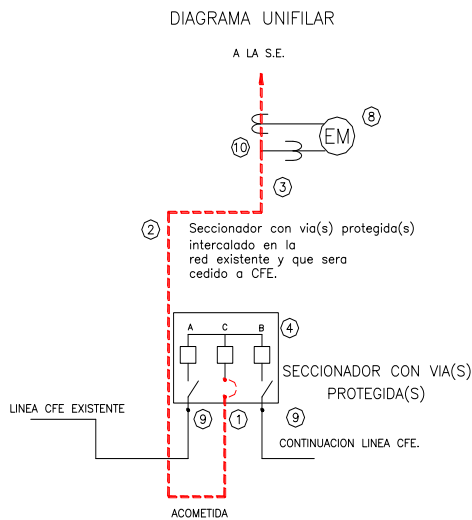 DIAGRAMA UNIFILAR
A LA S.E.
8
EM
10
3
2
Seccionador con via(s) protegida(s)
intercalado en la
red existente y que sera
cedido a CFE.
A C B
4
SECCIONADOR CON VIA(S)
PROTEGIDA(S)
LINEA CFE EXISTENTE
9 1 9
CONTINUACION LINEA CFE.
ACOMETIDA